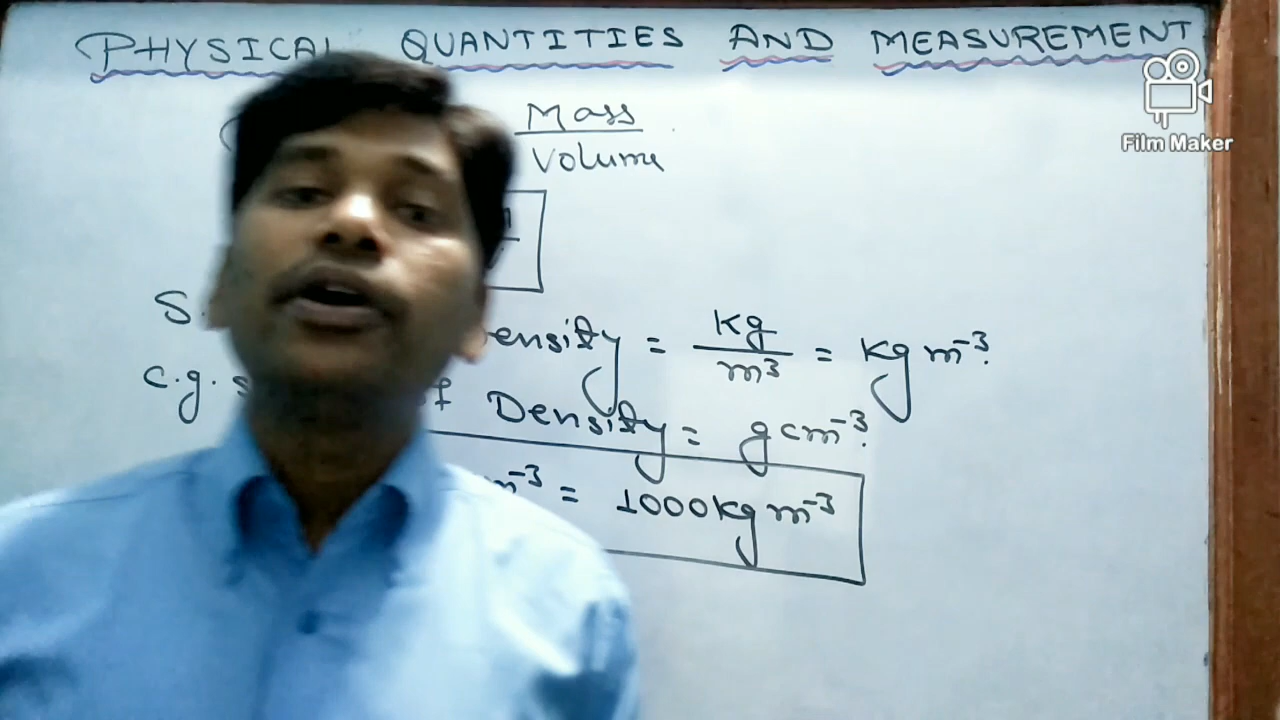 PHYSICAL QUANTITIES AND MEASUREMENT
Film Maker
Mass
Volume
S.
ensity = kg/m³ = kg m⁻³.
c.g.s of Density = g cm⁻³.
m⁻³ = 1000 kg m⁻³